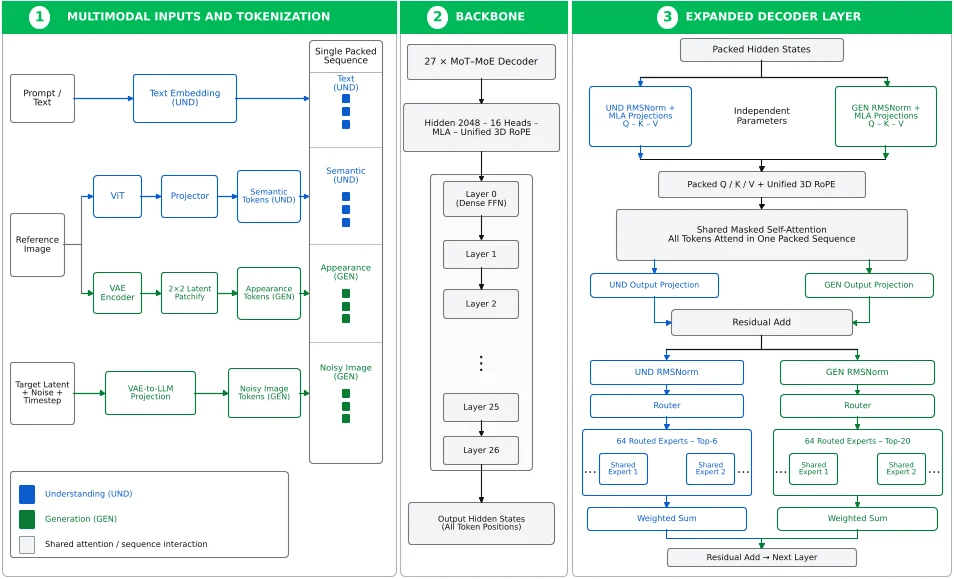 1 MULTIMODAL INPUTS AND TOKENIZATION
Prompt /
Text
Text Embedding
(UND)
Single Packed
Sequence
Text
(UND)
Reference
Image
ViT
Projector
Semantic
Tokens (UND)
Semantic
(UND)
VAE
Encoder
2×2 Latent
Patchify
Appearance
Tokens (GEN)
Appearance
(GEN)
Target Latent
+ Noise +
Timestep
VAE-to-LLM
Projection
Noisy Image
Tokens (GEN)
Noisy Image
(GEN)
Understanding (UND)
Generation (GEN)
Shared attention / sequence interaction
2 BACKBONE
27 × MoT–MoE Decoder
Hidden 2048 – 16 Heads –
MLA – Unified 3D RoPE
Layer 0
(Dense FFN)
Layer 1
Layer 2
⋮
Layer 25
Layer 26
Output Hidden States
(All Token Positions)
3 EXPANDED DECODER LAYER
Packed Hidden States
UND RMSNorm +
MLA Projections
Q – K – V
Independent
Parameters
GEN RMSNorm +
MLA Projections
Q – K – V
Packed Q / K / V + Unified 3D RoPE
Shared Masked Self-Attention
All Tokens Attend in One Packed Sequence
UND Output Projection
GEN Output Projection
Residual Add
UND RMSNorm
GEN RMSNorm
Router
Router
64 Routed Experts – Top-6
64 Routed Experts – Top-20
... Shared
Expert 1
Shared
Expert 2 ...
... Shared
Expert 1
Shared
Expert 2 ...
Weighted Sum
Weighted Sum
Residual Add → Next Layer